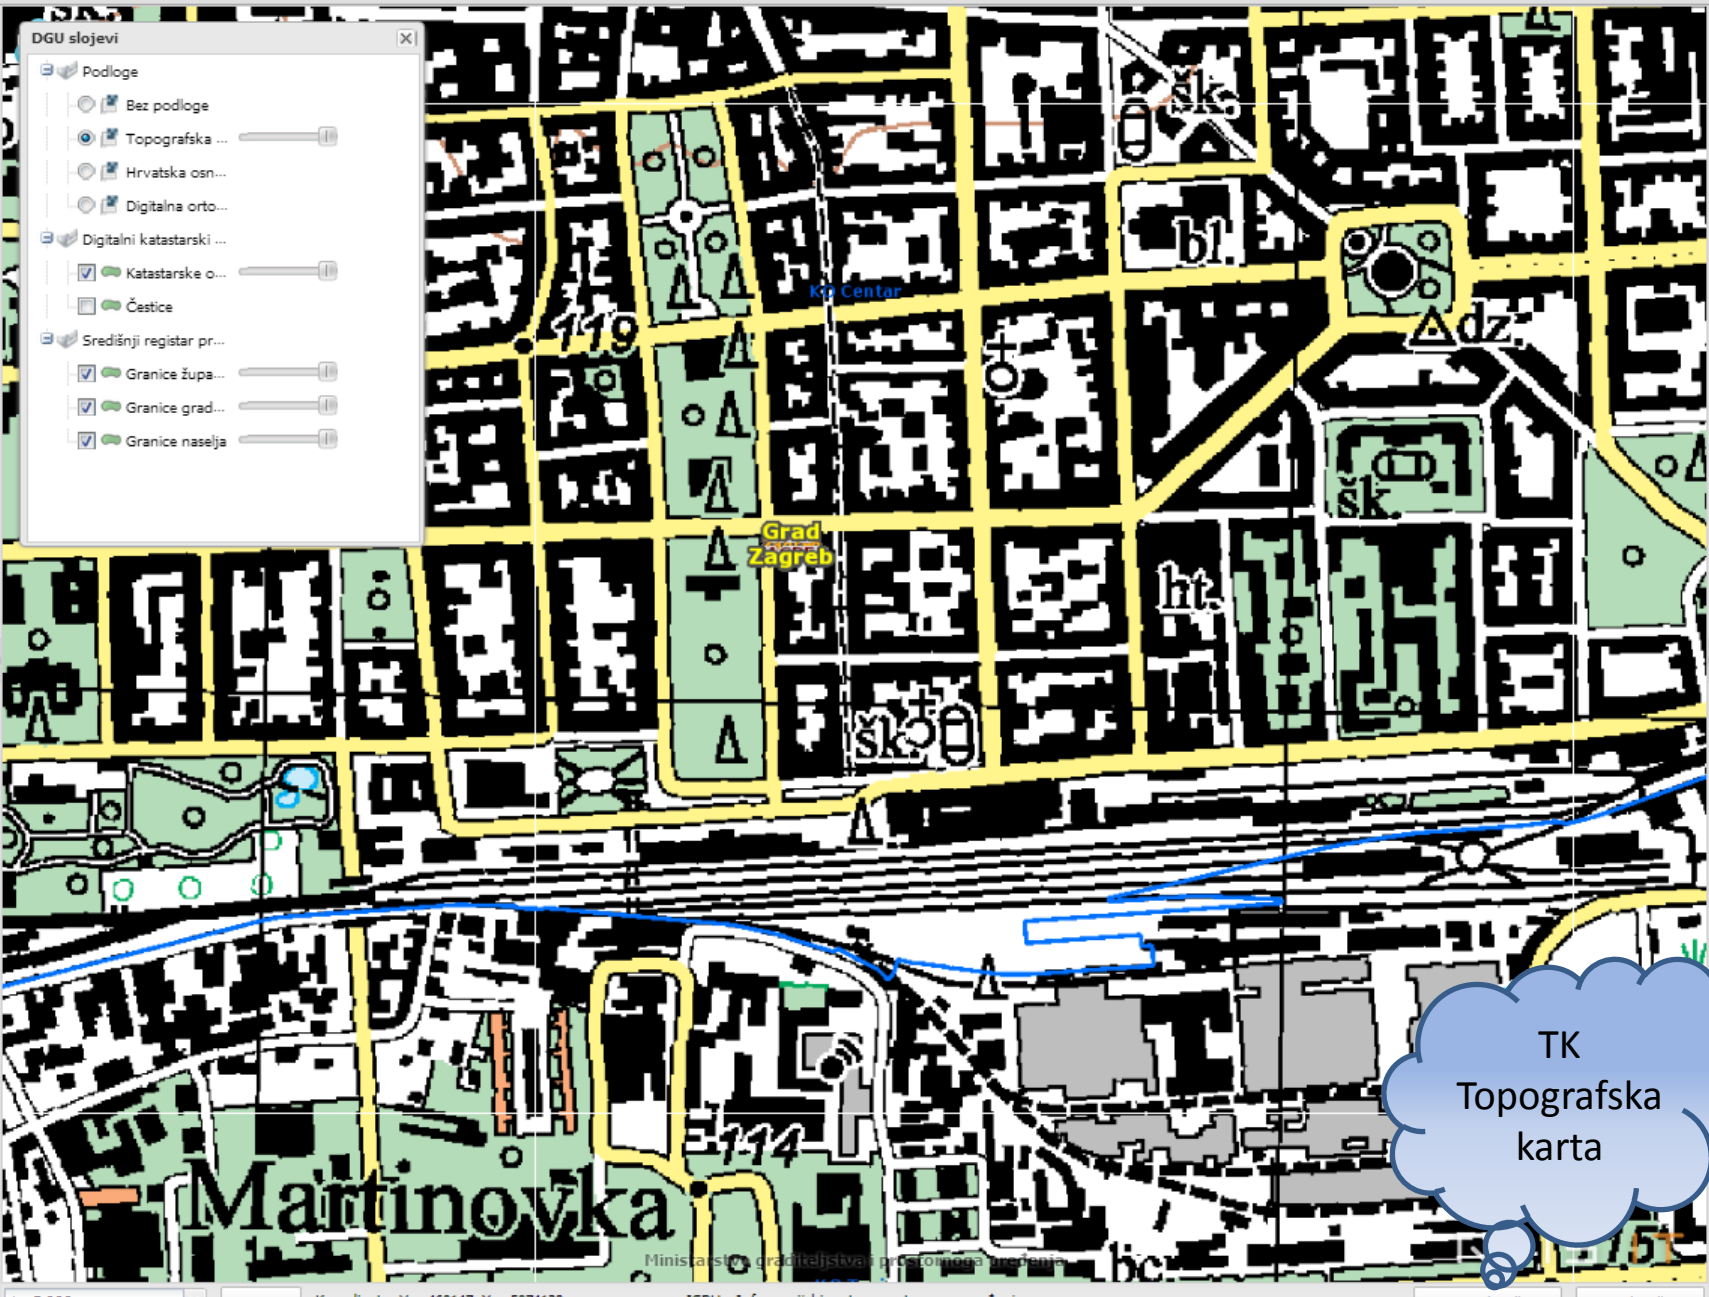 DGU slojevi
Podloge
Bez podloge
Topografska ...
Hrvatska osn...
Digitalna orto...
Digitalni katastarski ...
Katastarske o...
Čestice
Središnji registar pr...
Granice župa...
Granice grad...
Granice naselja
šk.
šk.
bl.
KO Centar
119
dz.
šk.
Grad
Zagreb
ht.
šk.
114
Martinovka
TK
Topografska
karta
Ministarstvo graditeljstva i prostornoga uređenja